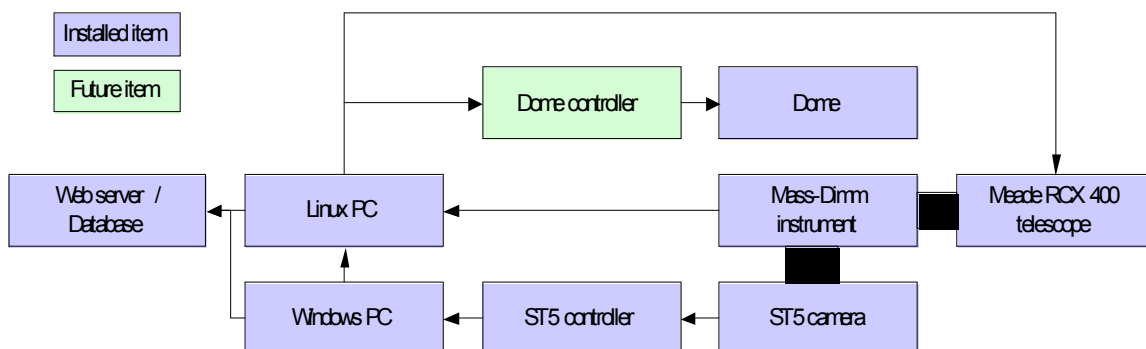 Installed item
Future item
Dome controller
Dome
Web server /
Database
Linux PC
Mass-Dimm
instrument
Meade RCX 400
telescope
Windows PC
ST5 controller
ST5 camera